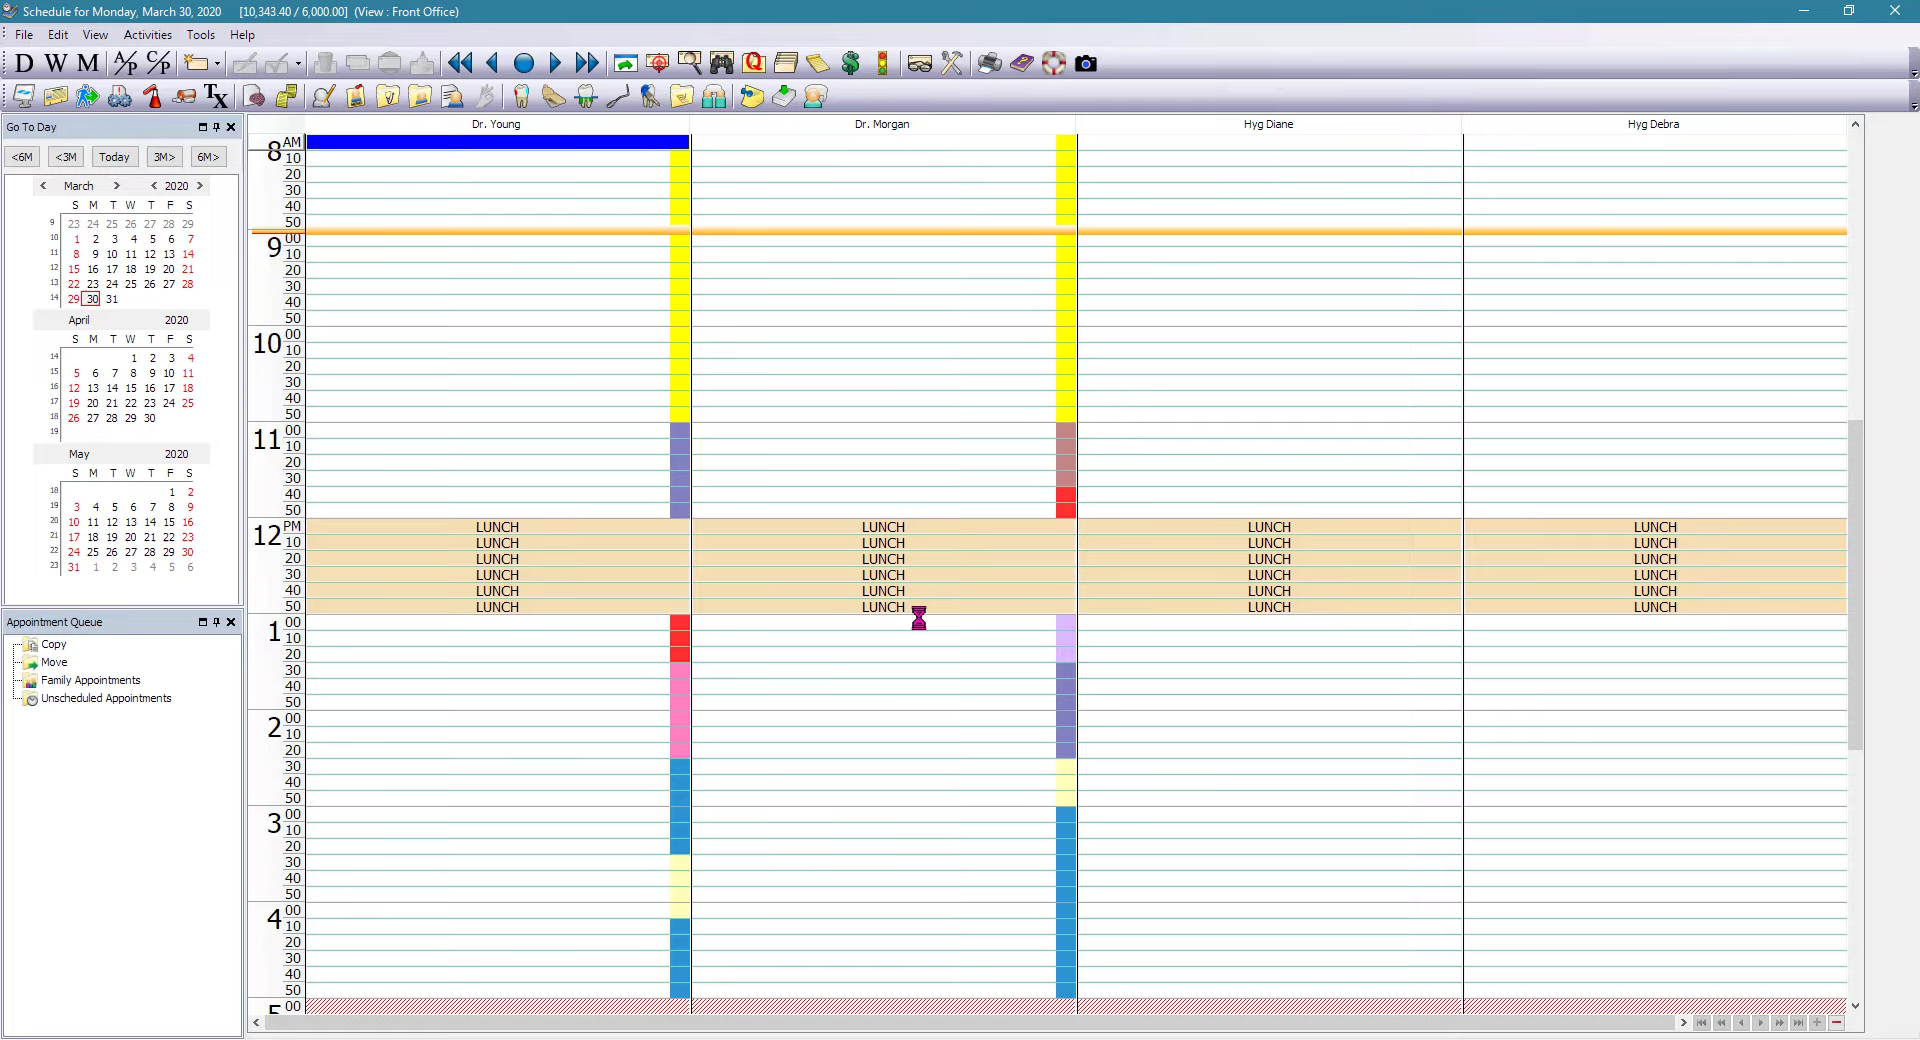 Schedule for Monday, March 30, 2020 [10,343.40 / 6,000.00] (View : Front Office)
File Edit View Activities Tools Help
D W M A/P C/P
TX
Go To Day
<6M <3M Today 3M> 6M>
< March > < 2020 >
S M T W T F S
9 23 24 25 26 27 28 29
10 1 2 3 4 5 6 7
11 8 9 10 11 12 13 14
12 15 16 17 18 19 20 21
13 22 23 24 25 26 27 28
14 29 30 31
April 2020
S M T W T F S
14 1 2 3 4
15 5 6 7 8 9 10 11
16 12 13 14 15 16 17 18
17 19 20 21 22 23 24 25
18 26 27 28 29 30
19
May 2020
S M T W T F S
18 1 2
19 3 4 5 6 7 8 9
20 10 11 12 13 14 15 16
21 17 18 19 20 21 22 23
22 24 25 26 27 28 29 30
23 31 1 2 3 4 5 6
Appointment Queue
Copy
Move
Family Appointments
Unscheduled Appointments
Dr. Young Dr. Morgan Hyg Diane Hyg Debra
8 AM
10
20
30
40
50
9 00
10
20
30
40
50
10 00
10
20
30
40
50
11 00
10
20
30
40
50
12 PM LUNCH LUNCH LUNCH LUNCH
10 LUNCH LUNCH LUNCH LUNCH
20 LUNCH LUNCH LUNCH LUNCH
30 LUNCH LUNCH LUNCH LUNCH
40 LUNCH LUNCH LUNCH LUNCH
50 LUNCH LUNCH LUNCH LUNCH
1 00
10
20
30
40
50
2 00
10
20
30
40
50
3 00
10
20
30
40
50
4 00
10
20
30
40
50
5 00